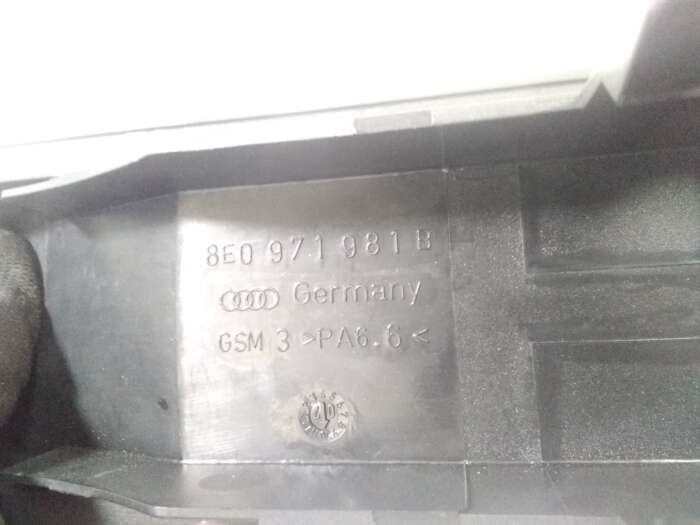 8E0 971 981 B
Germany
GSM 3 >PA6.6<